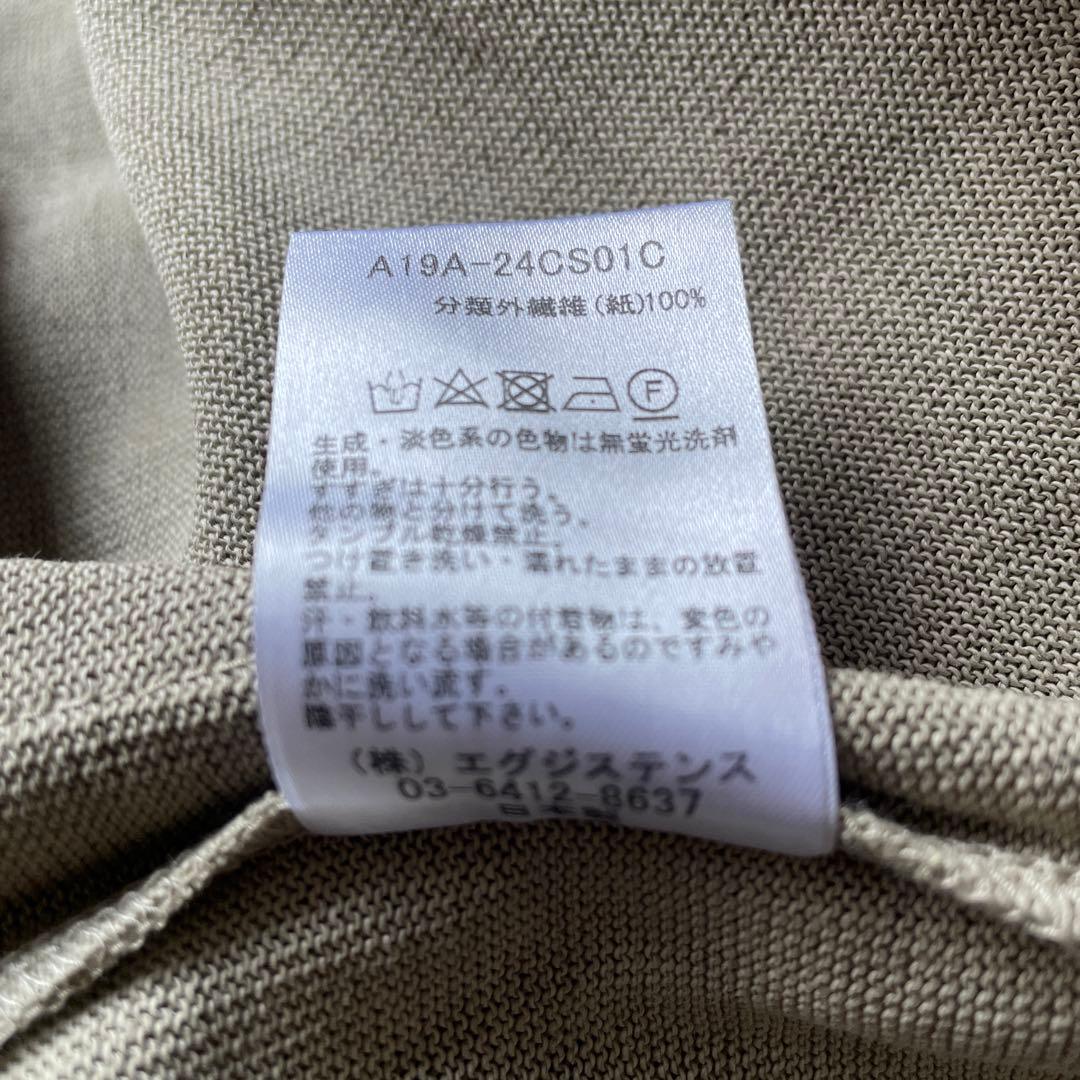 A19A-24CS01C
分類外繊維(紙)100%
F
生成・淡色系の色物は無蛍光洗剤
使用。
すすぎは十分行う。
他の物と分けて洗う。
タンブル乾燥禁止。
つけ置き洗い・濡れたままの放置
禁止。
汗・飲料水等の付着物は、変色の
原因となる場合があるのですみや
かに洗い流す。
陰干しして下さい。
(株)エグジステンス
03-6412-8637
日本製